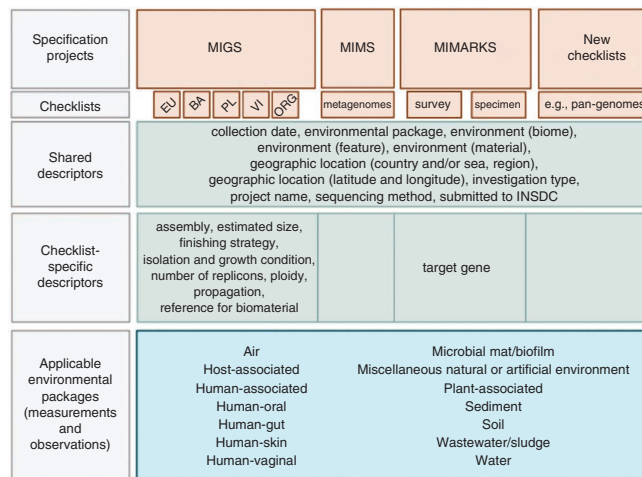 Specification
projects
MIGS
MIMS
MIMARKS
New
checklists
Checklists
EU
BA
PL
VI
ORG
metagenomes
survey
specimen
e.g., pan-genomes
Shared
descriptors
collection date, environmental package, environment (biome),
environment (feature), environment (material),
geographic location (country and/or sea, region),
geographic location (latitude and longitude), investigation type,
project name, sequencing method, submitted to INSDC
Checklist-
specific
descriptors
assembly, estimated size,
finishing strategy,
isolation and growth condition,
number of replicons, ploidy,
propagation,
reference for biomaterial
target gene
Applicable
environmental
packages
(measurements
and
observations)
Air
Host-associated
Human-associated
Human-oral
Human-gut
Human-skin
Human-vaginal
Microbial mat/biofilm
Miscellaneous natural or artificial environment
Plant-associated
Sediment
Soil
Wastewater/sludge
Water